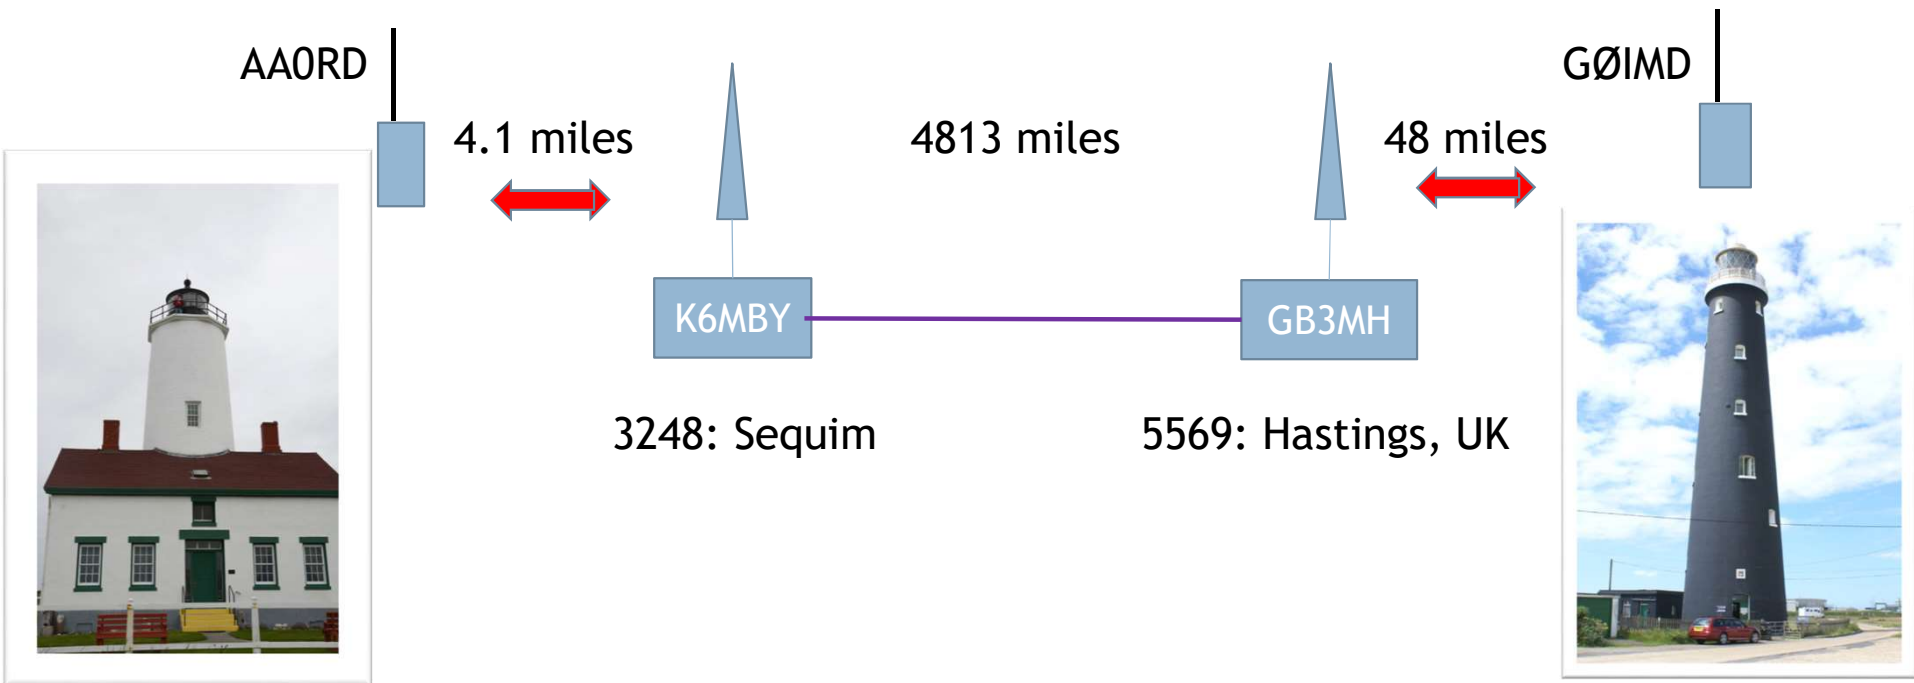 AA0RD
GØIMD
4.1 miles
4813 miles
48 miles
K6MBY
GB3MH
3248: Sequim
5569: Hastings, UK